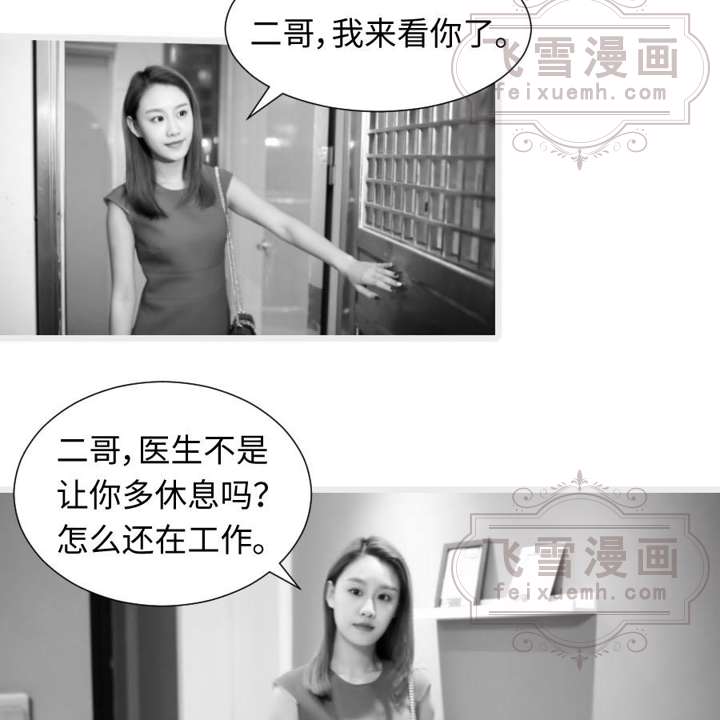 二哥，我来看你了。
飞雪漫画
feixuemh.com
二哥，医生不是
让你多休息吗？
怎么还在工作。
飞雪漫画
feixuemh.com